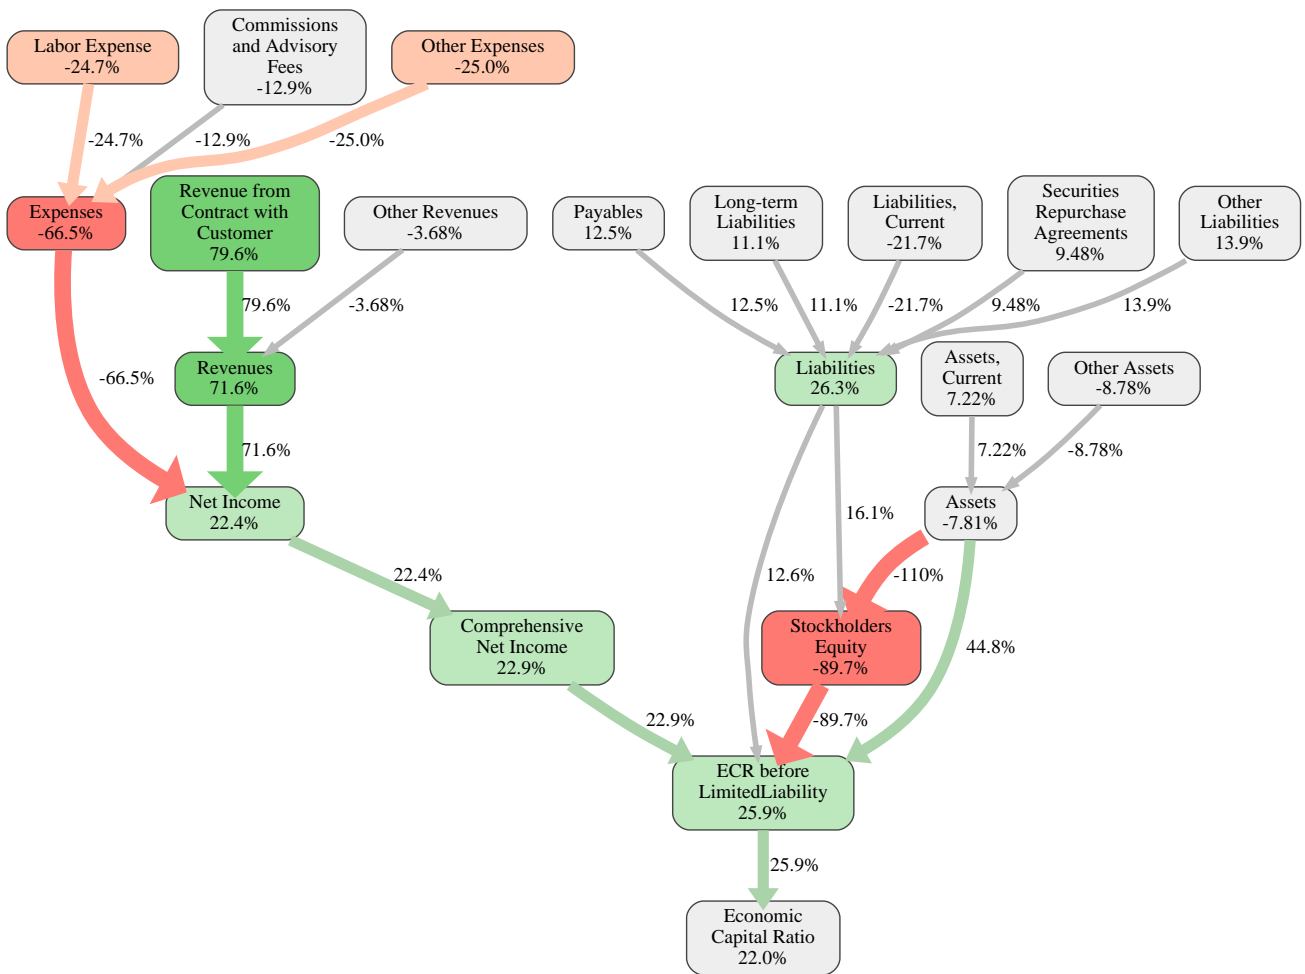 Labor Expense
-24.7%
Commissions
and Advisory
Fees
-12.9%
Other Expenses
-25.0%
-24.7%
-12.9%
-25.0%
Expenses
-66.5%
Revenue from
Contract with
Customer
79.6%
Other Revenues
-3.68%
Payables
12.5%
Long-term
Liabilities
11.1%
Liabilities,
Current
-21.7%
Securities
Repurchase
Agreements
9.48%
Other
Liabilities
13.9%
79.6%
-3.68%
12.5%
11.1%
-21.7%
9.48%
13.9%
-66.5%
Revenues
71.6%
Liabilities
26.3%
Assets,
Current
7.22%
Other Assets
-8.78%
71.6%
7.22%
-8.78%
Net Income
22.4%
16.1%
Assets
-7.81%
22.4%
12.6%
-110%
44.8%
Comprehensive
Net Income
22.9%
Stockholders
Equity
-89.7%
22.9%
-89.7%
ECR before
LimitedLiability
25.9%
25.9%
Economic
Capital Ratio
22.0%